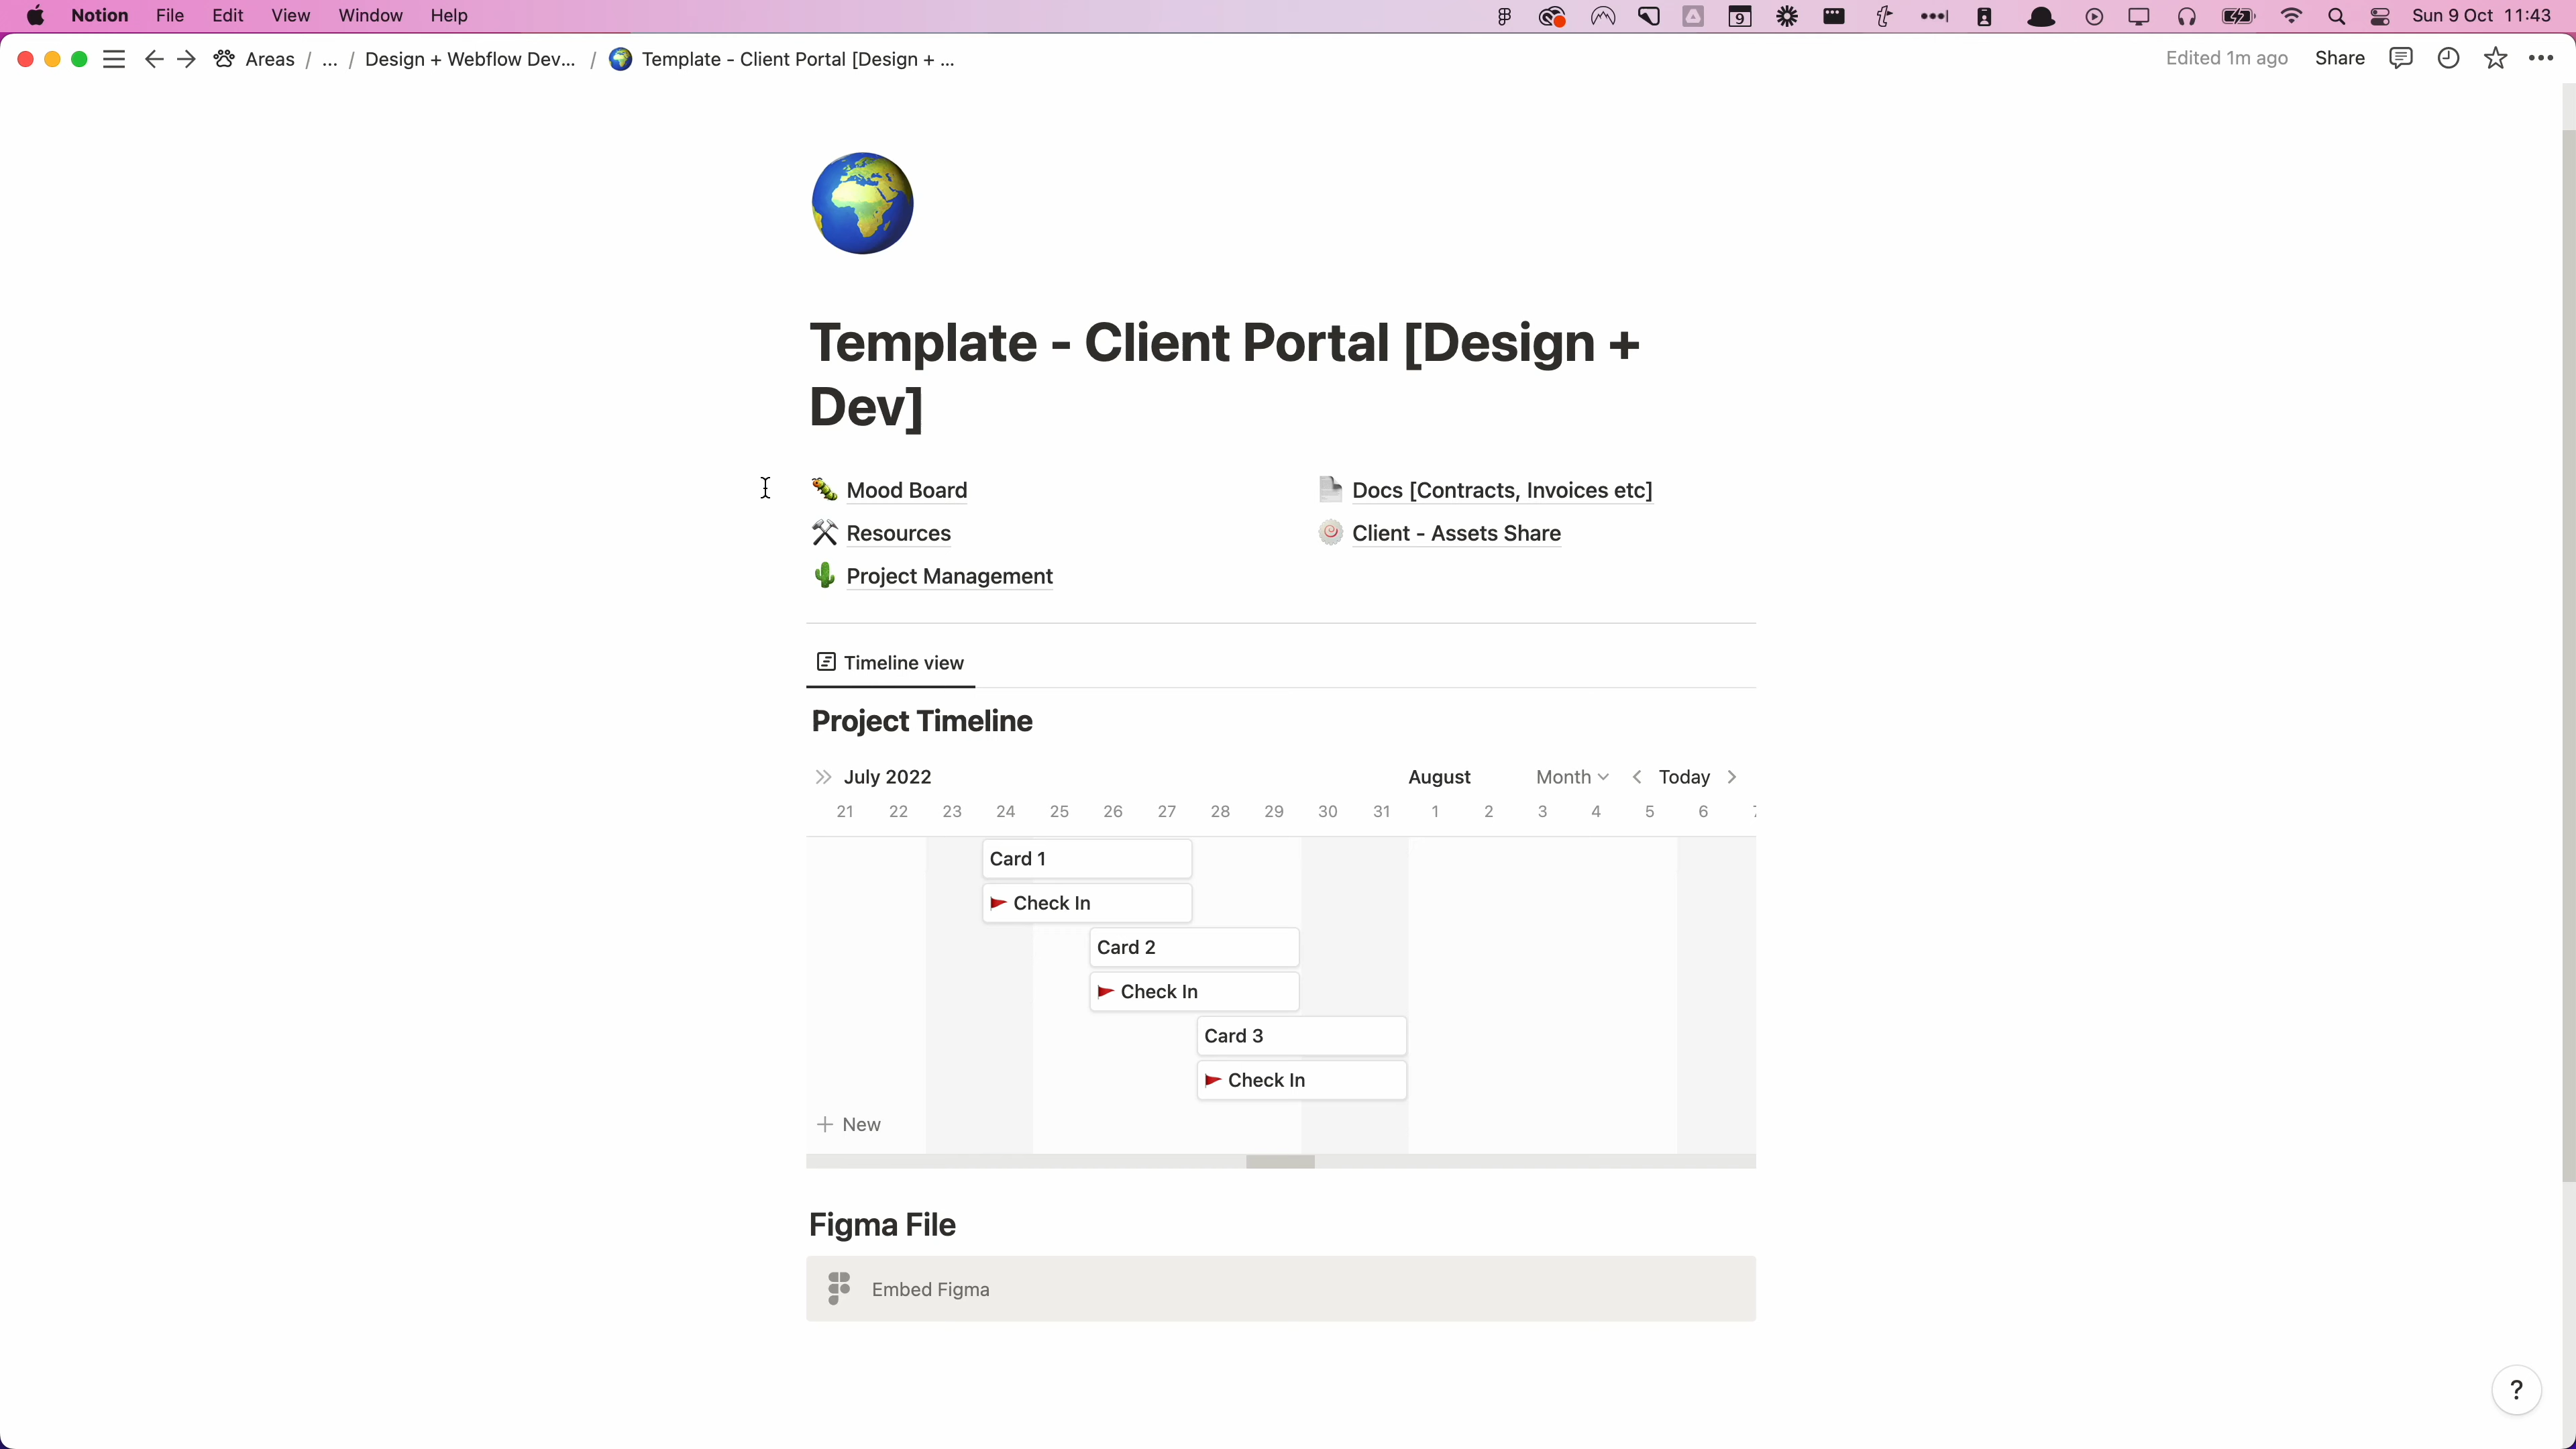 Notion File Edit View Window Help 9 Sun 9 Oct 11:43
Areas / ... / Design + Webflow Dev... / Template - Client Portal [Design + ... Edited 1m ago Share
Template - Client Portal [Design +
Dev]
Mood Board
Resources
Project Management
Docs [Contracts, Invoices etc]
Client - Assets Share
Timeline view
Project Timeline
July 2022 August Month Today
21 22 23 24 25 26 27 28 29 30 31 1 2 3 4 5 6
Card 1
Check In
Card 2
Check In
Card 3
Check In
+ New
Figma File
Embed Figma
?